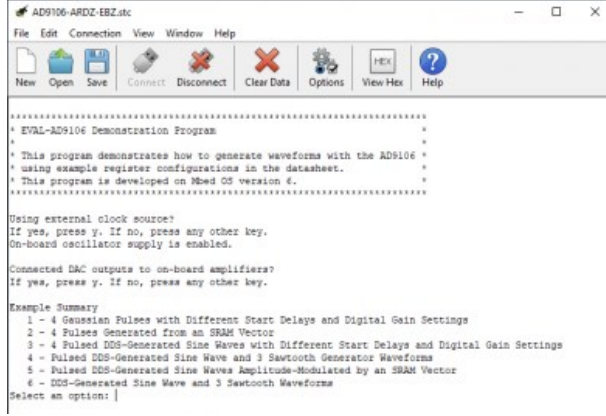 AD9106-ARDZ-EBZ.stc
File Edit Connection View Window Help
HEX
?
New Open Save Connect Disconnect Clear Data Options View Hex Help
******************************************************************************
* EVAL-AD9106 Demonstration Program *
* *
* This program demonstrates how to generate waveforms with the AD9106 *
* using example register configurations in the datasheet. *
* This program is developed on Mbed OS version 6. *
******************************************************************************
Using external clock source?
If yes, press y. If no, press any other key.
On-board oscillator supply is enabled.
Connected DAC outputs to on-board amplifiers?
If yes, press y. If no, press any other key.
Example Summary
1 - 4 Gaussian Pulses with Different Start Delays and Digital Gain Settings
2 - 4 Pulses Generated from an SRAM Vector
3 - 4 Pulsed DDS-Generated Sine Waves with Different Start Delays and Digital Gain Settings
4 - Pulsed DDS-Generated Sine Wave and 3 Sawtooth Generator Waveforms
5 - Pulsed DDS-Generated Sine Waves Amplitude-Modulated by an SRAM Vector
6 - DDS-Generated Sine Wave and 3 Sawtooth Waveforms
Select an option: |